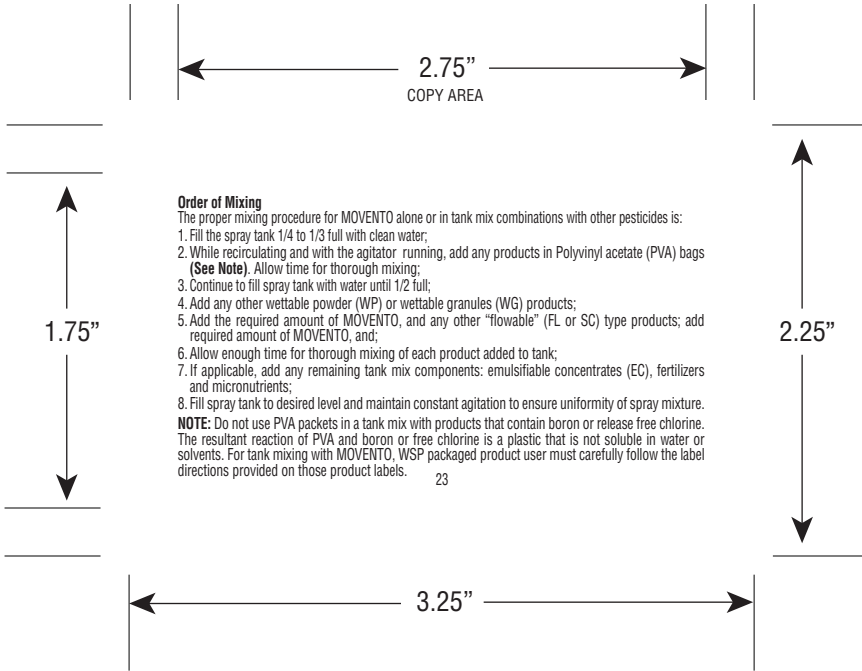 2.75”
COPY AREA
Order of Mixing
The proper mixing procedure for MOVENTO alone or in tank mix combinations with other pesticides is:
1. Fill the spray tank 1/4 to 1/3 full with clean water;
2. While recirculating and with the agitator running, add any products in Polyvinyl acetate (PVA) bags
(See Note). Allow time for thorough mixing;
3. Continue to fill spray tank with water until 1/2 full;
4. Add any other wettable powder (WP) or wettable granules (WG) products;
5. Add the required amount of MOVENTO, and any other “flowable” (FL or SC) type products; add
required amount of MOVENTO, and;
6. Allow enough time for thorough mixing of each product added to tank;
7. If applicable, add any remaining tank mix components: emulsifiable concentrates (EC), fertilizers
and micronutrients;
8. Fill spray tank to desired level and maintain constant agitation to ensure uniformity of spray mixture.
NOTE: Do not use PVA packets in a tank mix with products that contain boron or release free chlorine.
The resultant reaction of PVA and boron or free chlorine is a plastic that is not soluble in water or
solvents. For tank mixing with MOVENTO, WSP packaged product user must carefully follow the label
directions provided on those product labels.
23
1.75”
2.25”
3.25”